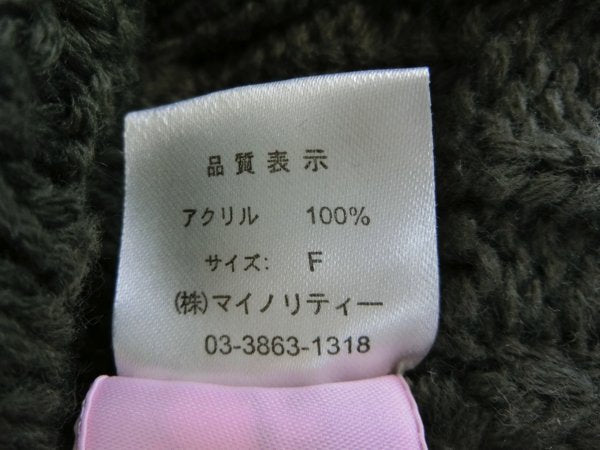 品質表示
アクリル 100%
サイズ: F
(株)マイノリティー
03-3863-1318